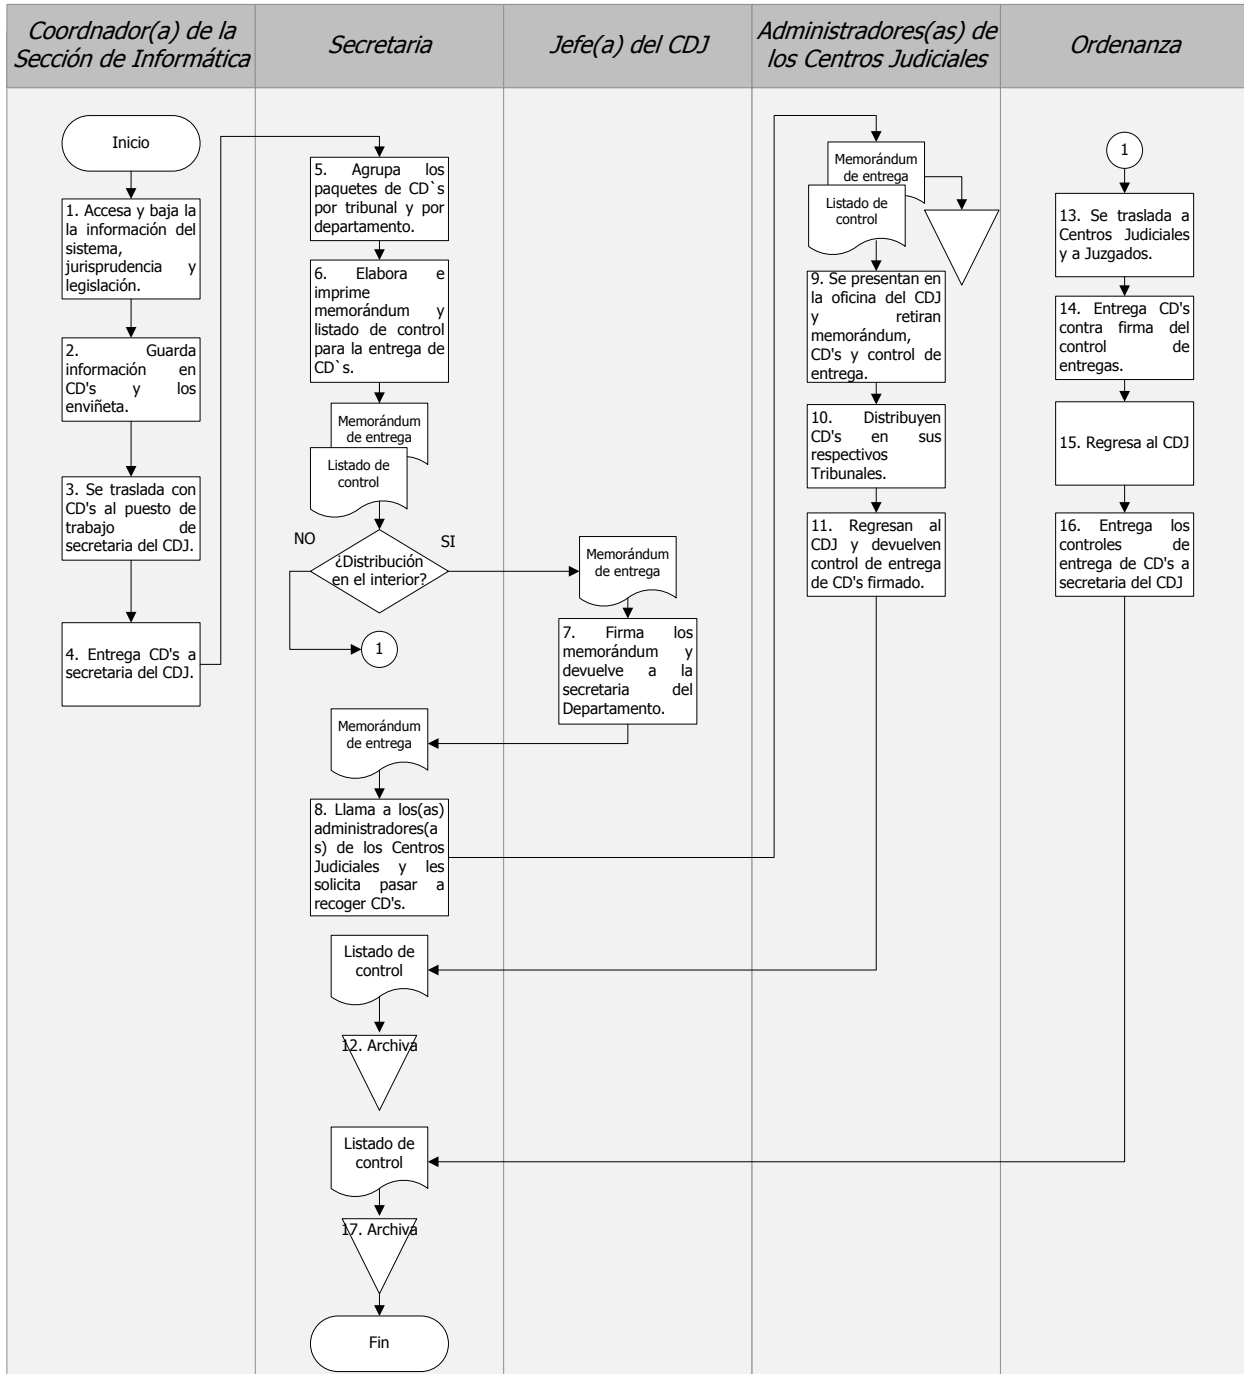 Coordnador(a) de la
Sección de Informática
Secretaria
Jefe(a) del CDJ
Administradores(as) de
los Centros Judiciales
Ordenanza
Inicio
1. Accesa y baja la
la información del
sistema,
jurisprudencia y
legislación.
2. Guarda
información en
CD's y los
enviñeta.
3. Se traslada con
CD's al puesto de
trabajo de
secretaria del CDJ.
4. Entrega CD's a
secretaria del CDJ.
5. Agrupa los
paquetes de CD`s
por tribunal y por
departamento.
6. Elabora e
imprime
memorándum y
listado de control
para la entrega de
CD`s.
Memorándum
de entrega
Listado de
control
NO
SI
¿Distribución
en el interior?
1
Memorándum
de entrega
7. Firma los
memorándum y
devuelve a la
secretaria del
Departamento.
Memorándum
de entrega
8. Llama a los(as)
administradores(a
s) de los Centros
Judiciales y les
solicita pasar a
recoger CD's.
Memorándum
de entrega
Listado de
control
9. Se presentan en
la oficina del CDJ
y retiran
memorándum,
CD's y control de
entrega.
10. Distribuyen
CD's en sus
respectivos
Tribunales.
11. Regresan al
CDJ y devuelven
control de entrega
de CD's firmado.
Listado de
control
12. Archiva
1
13. Se traslada a
Centros Judiciales
y a Juzgados.
14. Entrega CD's
contra firma del
control de
entregas.
15. Regresa al CDJ
16. Entrega los
controles de
entrega de CD's a
secretaria del CDJ
Listado de
control
17. Archiva
Fin